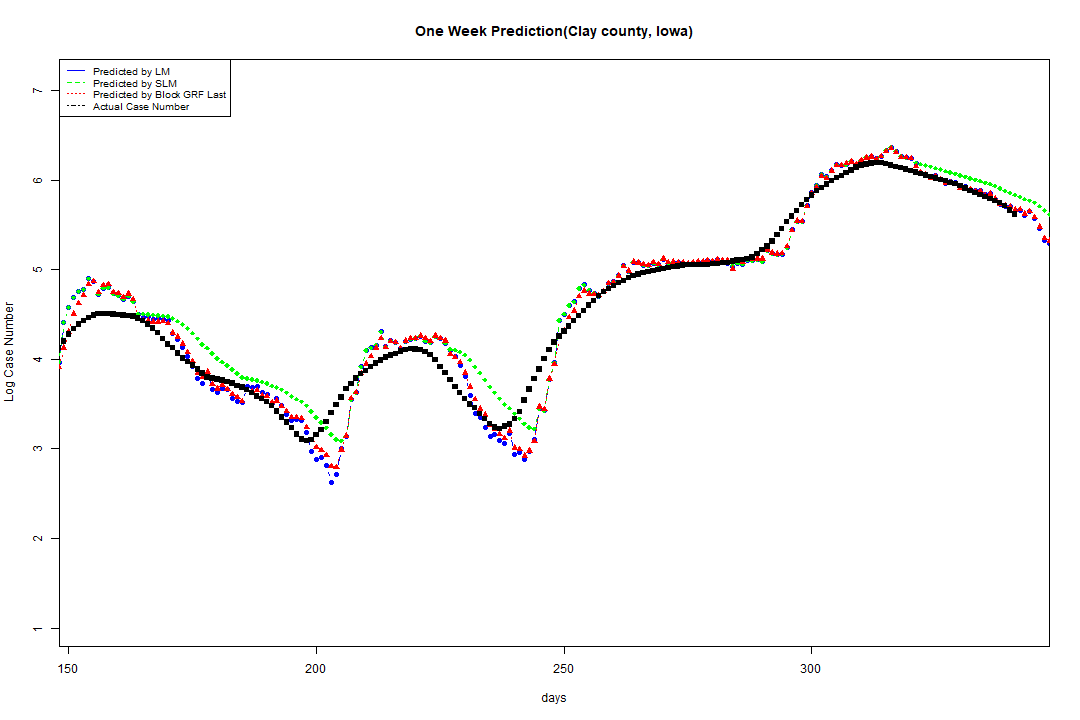 One Week Prediction(Clay county, Iowa)
Predicted by LM
Predicted by SLM
Predicted by Block GRF Last
Actual Case Number
7
6
5
4
3
2
1
Log Case Number
150 200 250 300
days